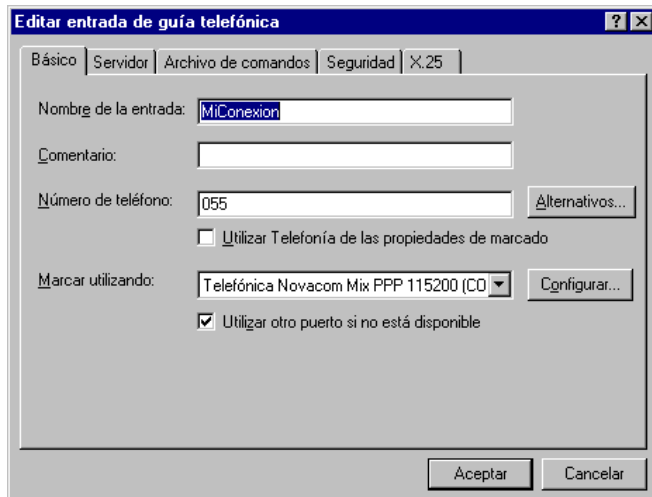 Editar entrada de guía telefónica
Básico Servidor Archivo de comandos Seguridad X.25
Nombre de la entrada: MiConexion
Comentario:
Número de teléfono: 055 Alternativos...
Utilizar Telefonía de las propiedades de marcado
Marcar utilizando: Telefónica Novacom Mix PPP 115200 (CO Configurar...
Utilizar otro puerto si no está disponible
Aceptar Cancelar